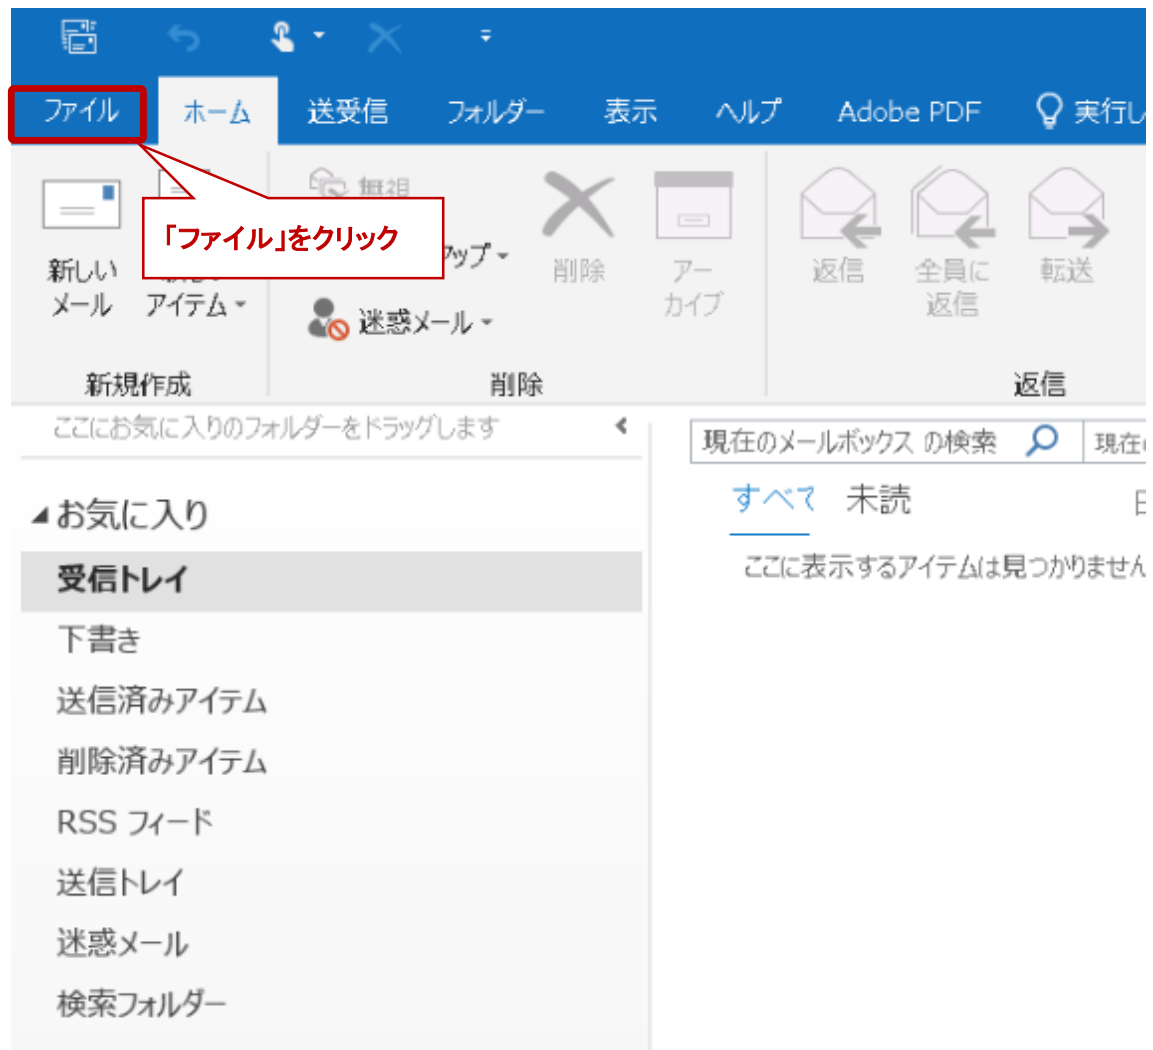 ファイル ホーム 送受信 フォルダー 表示 ヘルプ Adobe PDF 実行し
「ファイル」をクリック
無視
新しい
メール
アイテム
迷惑メール
削除
アー
カイブ
返信
全員に
返信
転送
新規作成 削除 返信
ここにお気に入りのフォルダーをドラッグします
現在のメールボックス の検索 現在
すべて 未読
ここに表示するアイテムは見つかりません
お気に入り
受信トレイ
下書き
送信済みアイテム
削除済みアイテム
RSS フィード
送信トレイ
迷惑メール
検索フォルダー